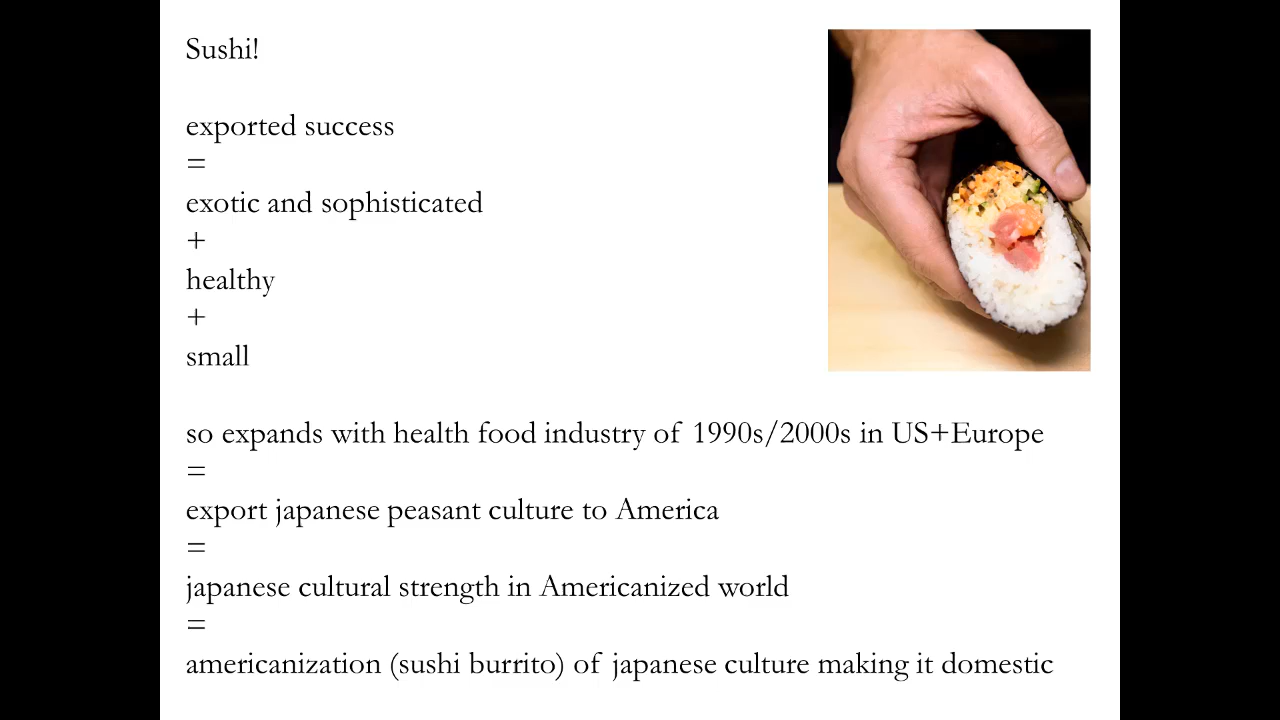 Sushi!
exported success
=
exotic and sophisticated
+
healthy
+
small
so expands with health food industry of 1990s/2000s in US+Europe
=
export japanese peasant culture to America
=
japanese cultural strength in Americanized world
=
americanization (sushi burrito) of japanese culture making it domestic